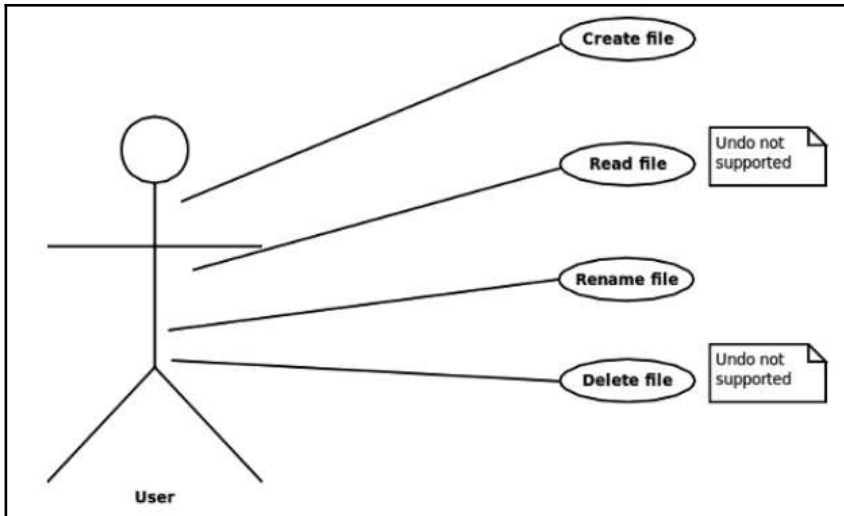 Create file
Read file
Undo not
supported
Rename file
Delete file
Undo not
supported
User